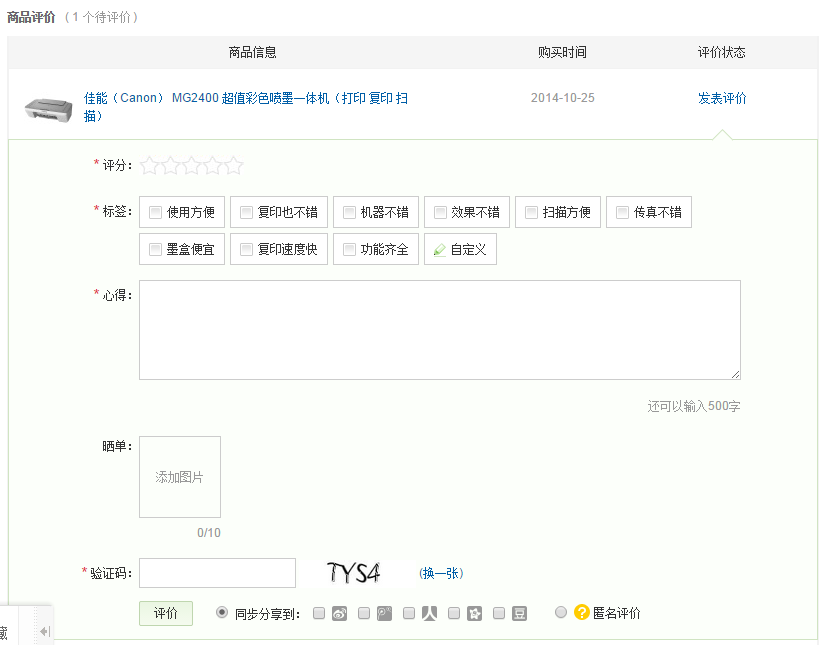 商品评价 （1 个待评价）
商品信息 购买时间 评价状态
佳能（Canon） MG2400 超值彩色喷墨一体机（打印 复印 扫 2014-10-25 发表评价
描）
* 评分：
* 标签： 使用方便 复印也不错 机器不错 效果不错 扫描方便 传真不错
墨盒便宜 复印速度快 功能齐全 自定义
* 心得：
还可以输入500字
晒单：
添加图片
0/10
* 验证码： TYS4 (换一张)
评价 同步分享到： 人 豆 ? 匿名评价
藏